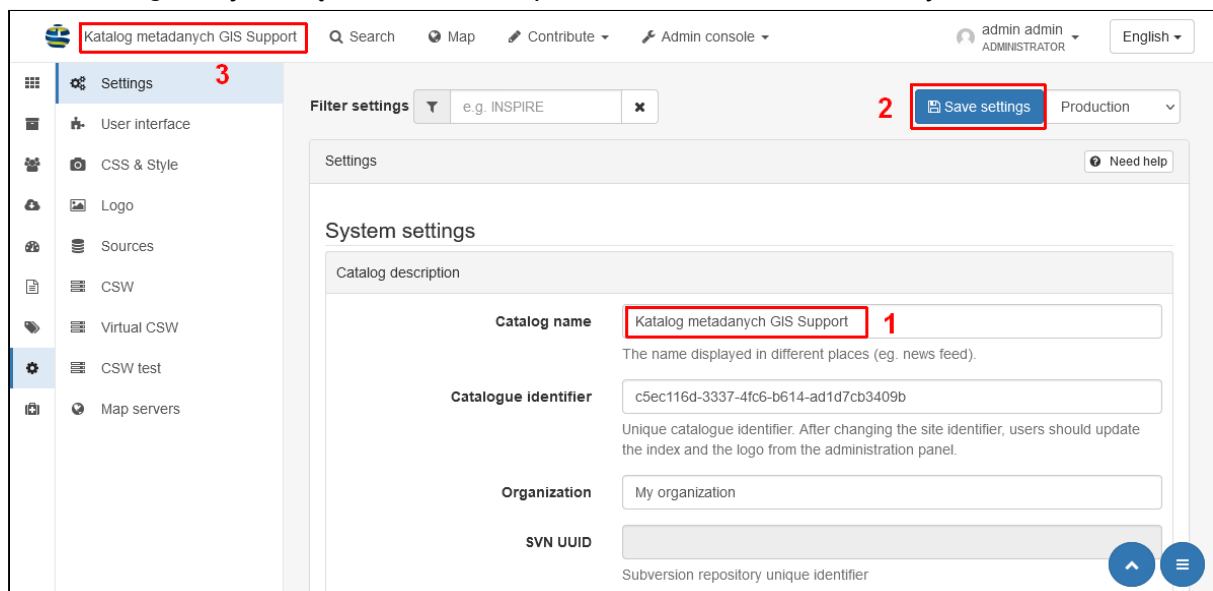 Katalog metadanych GIS Support
Search
Map
Contribute
Admin console
admin admin
ADMINISTRATOR
English
3
Settings
User interface
CSS & Style
Logo
Sources
CSW
Virtual CSW
CSW test
Map servers
Filter settings
e.g. INSPIRE
2
Save settings
Production
Settings
Need help
System settings
Catalog description
Catalog name
Katalog metadanych GIS Support
1
The name displayed in different places (eg. news feed).
Catalogue identifier
c5ec116d-3337-4fc6-b614-ad1d7cb3409b
Unique catalogue identifier. After changing the site identifier, users should update
the index and the logo from the administration panel.
Organization
My organization
SVN UUID
Subversion repository unique identifier